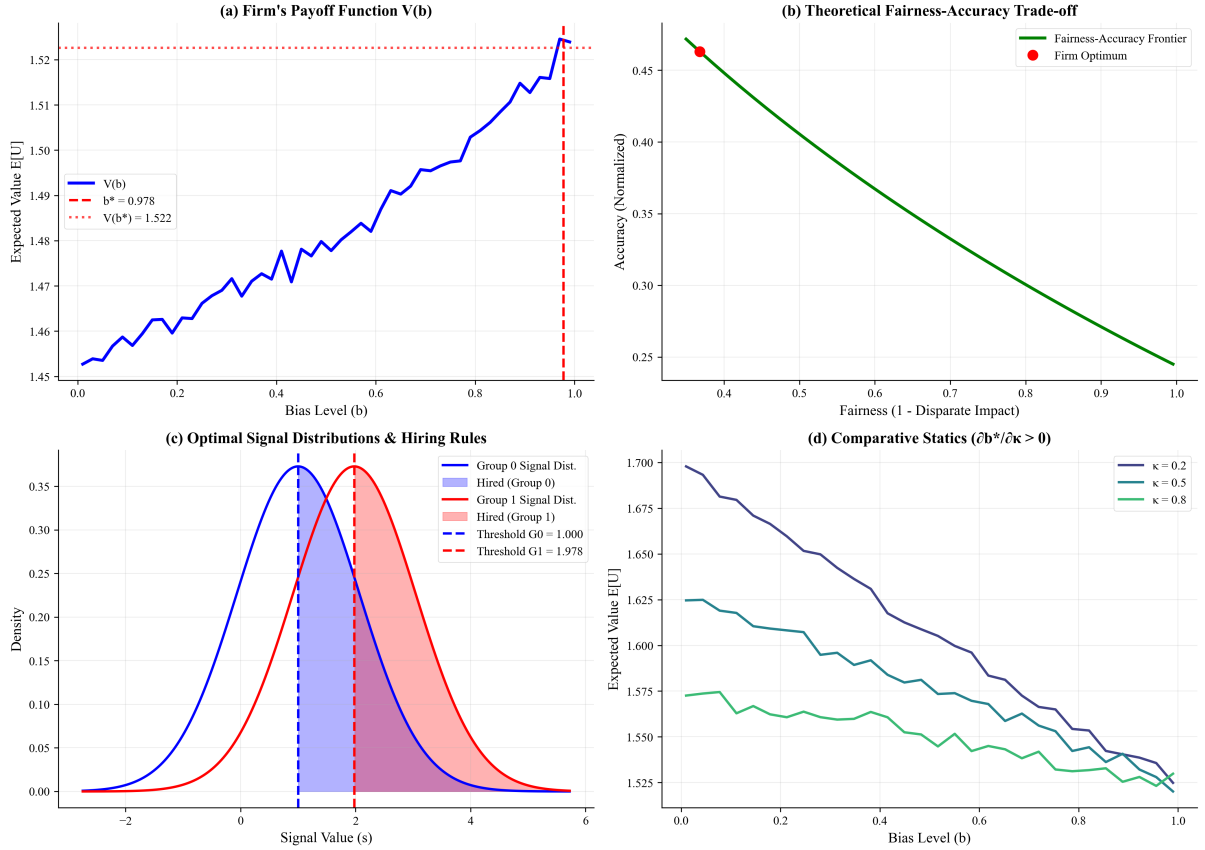 (a) Firm's Payoff Function V(b)
Expected Value E[U]
1.52
1.51
1.50
1.49
1.48
1.47
1.46
1.45
V(b)
b* = 0.978
V(b*) = 1.522
0.0 0.2 0.4 0.6 0.8 1.0
Bias Level (b)
(b) Theoretical Fairness-Accuracy Trade-off
Accuracy (Normalized)
0.45
0.40
0.35
0.30
0.25
Fairness-Accuracy Frontier
Firm Optimum
0.4 0.5 0.6 0.7 0.8 0.9 1.0
Fairness (1 - Disparate Impact)
(c) Optimal Signal Distributions & Hiring Rules
Density
0.35
0.30
0.25
0.20
0.15
0.10
0.05
0.00
Group 0 Signal Dist.
Hired (Group 0)
Group 1 Signal Dist.
Hired (Group 1)
Threshold G0 = 1.000
Threshold G1 = 1.978
−2 0 2 4 6
Signal Value (s)
(d) Comparative Statics (∂b*/∂κ > 0)
Expected Value E[U]
1.700
1.675
1.650
1.625
1.600
1.575
1.550
1.525
κ = 0.2
κ = 0.5
κ = 0.8
0.0 0.2 0.4 0.6 0.8 1.0
Bias Level (b)